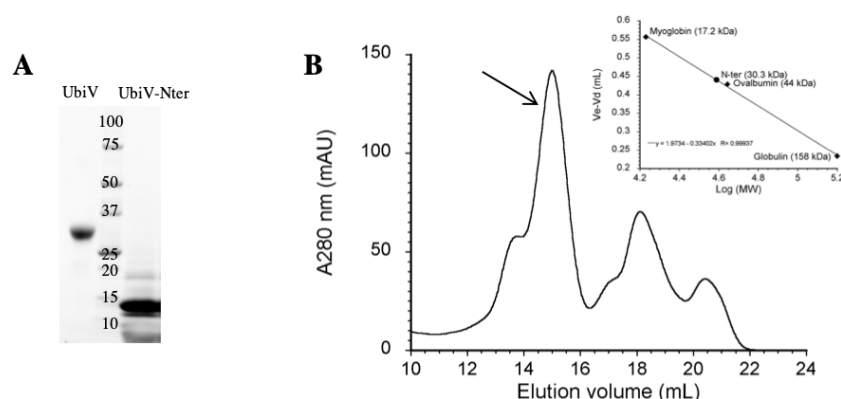 A
UbiV UbiV-Nter
100
75
50
37
25
20
15
10
B
150
100
50
0
A280 nm (mAU)
10 12 14 16 18 20 22 24
Elution volume (mL)
0.6
0.55
0.5
0.45
0.4
0.35
0.3
0.25
0.2
Ve-Vd (mL)
Myoglobin (17.2 kDa)
N-ter (30.3 kDa)
Ovalbumin (44 kDa)
y = 1.9734 - 0.33402x R= 0.99937
Globulin (158 kDa)
4.2 4.4 4.6 4.8 5 5.2
Log (MW)